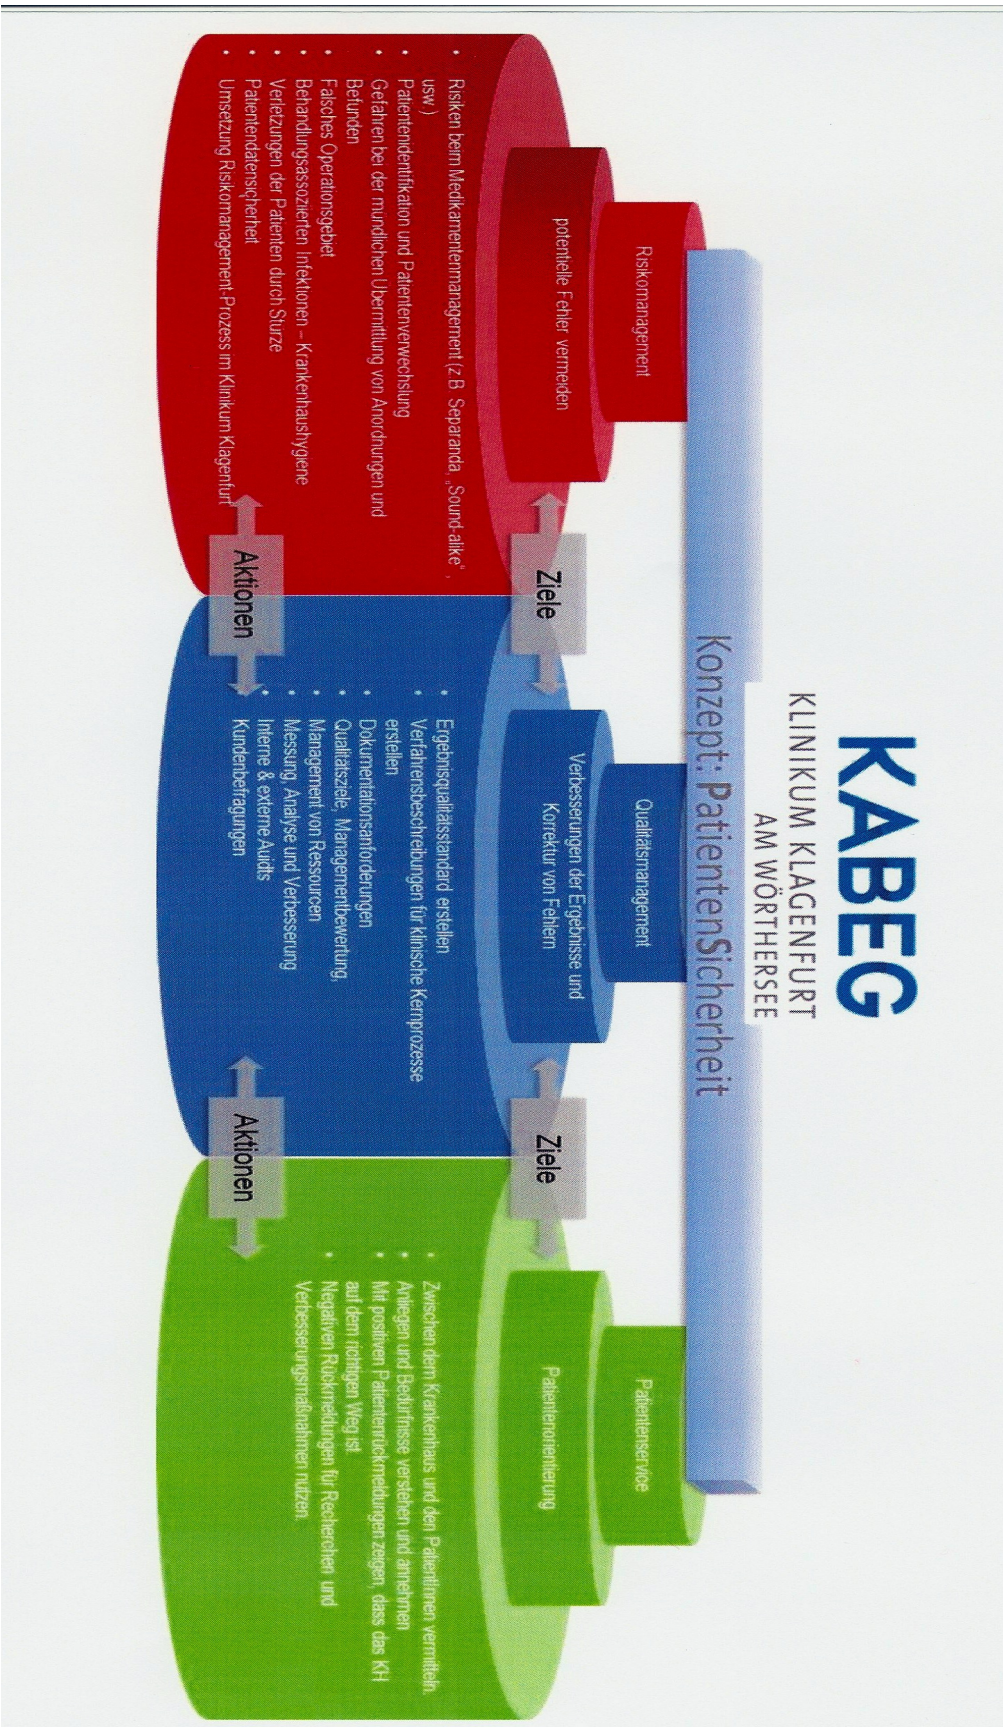 KABEG
KLINIKUM KLAGENFURT
AM WÖRTHERSEE
Konzept: PatientenSicherheit
Risikomanagement
potentielle Fehler vermeiden
• Risiken beim Medikamentenmanagement (z.B. Separanda, „Sound-alike“,
usw.)
• Patientenidentifikation und Patientenverwechslung
• Gefahren bei der mündlichen Übermittlung von Anordnungen und
Befunden
• Falsches Operationsgebiet
• Behandlungsassoziierten Infektionen – Krankenhaushygiene
• Verletzungen der Patienten durch Stürze
• Patientendatensicherheit
• Umsetzung Risikomanagement-Prozess im Klinikum Klagenfurt
Ziele
Aktionen
Qualitätsmanagement
Verbesserungen der Ergebnisse und
Korrektur von Fehlern
• Ergebnisqualitätsstandard erstellen
• Verfahrensbeschreibungen für klinische Kernprozesse
erstellen
• Dokumentationsanforderungen
• Qualitätsziele, Managementbewertung,
• Management von Ressourcen
• Messung, Analyse und Verbesserung
• Interne & externe Auidts
Kundenbefragungen
Ziele
Aktionen
Patientenservice
Patientenorientierung
• Zwischen dem Krankenhaus und den PatientInnen vermitteln.
• Anliegen und Bedürfnisse verstehen und annehmen
• Mit positiven Patientenrückmeldungen zeigen, dass das KH
auf dem richtigen Weg ist
• Negativen Rückmeldungen für Recherchen und
Verbesserungsmaßnahmen nützen.